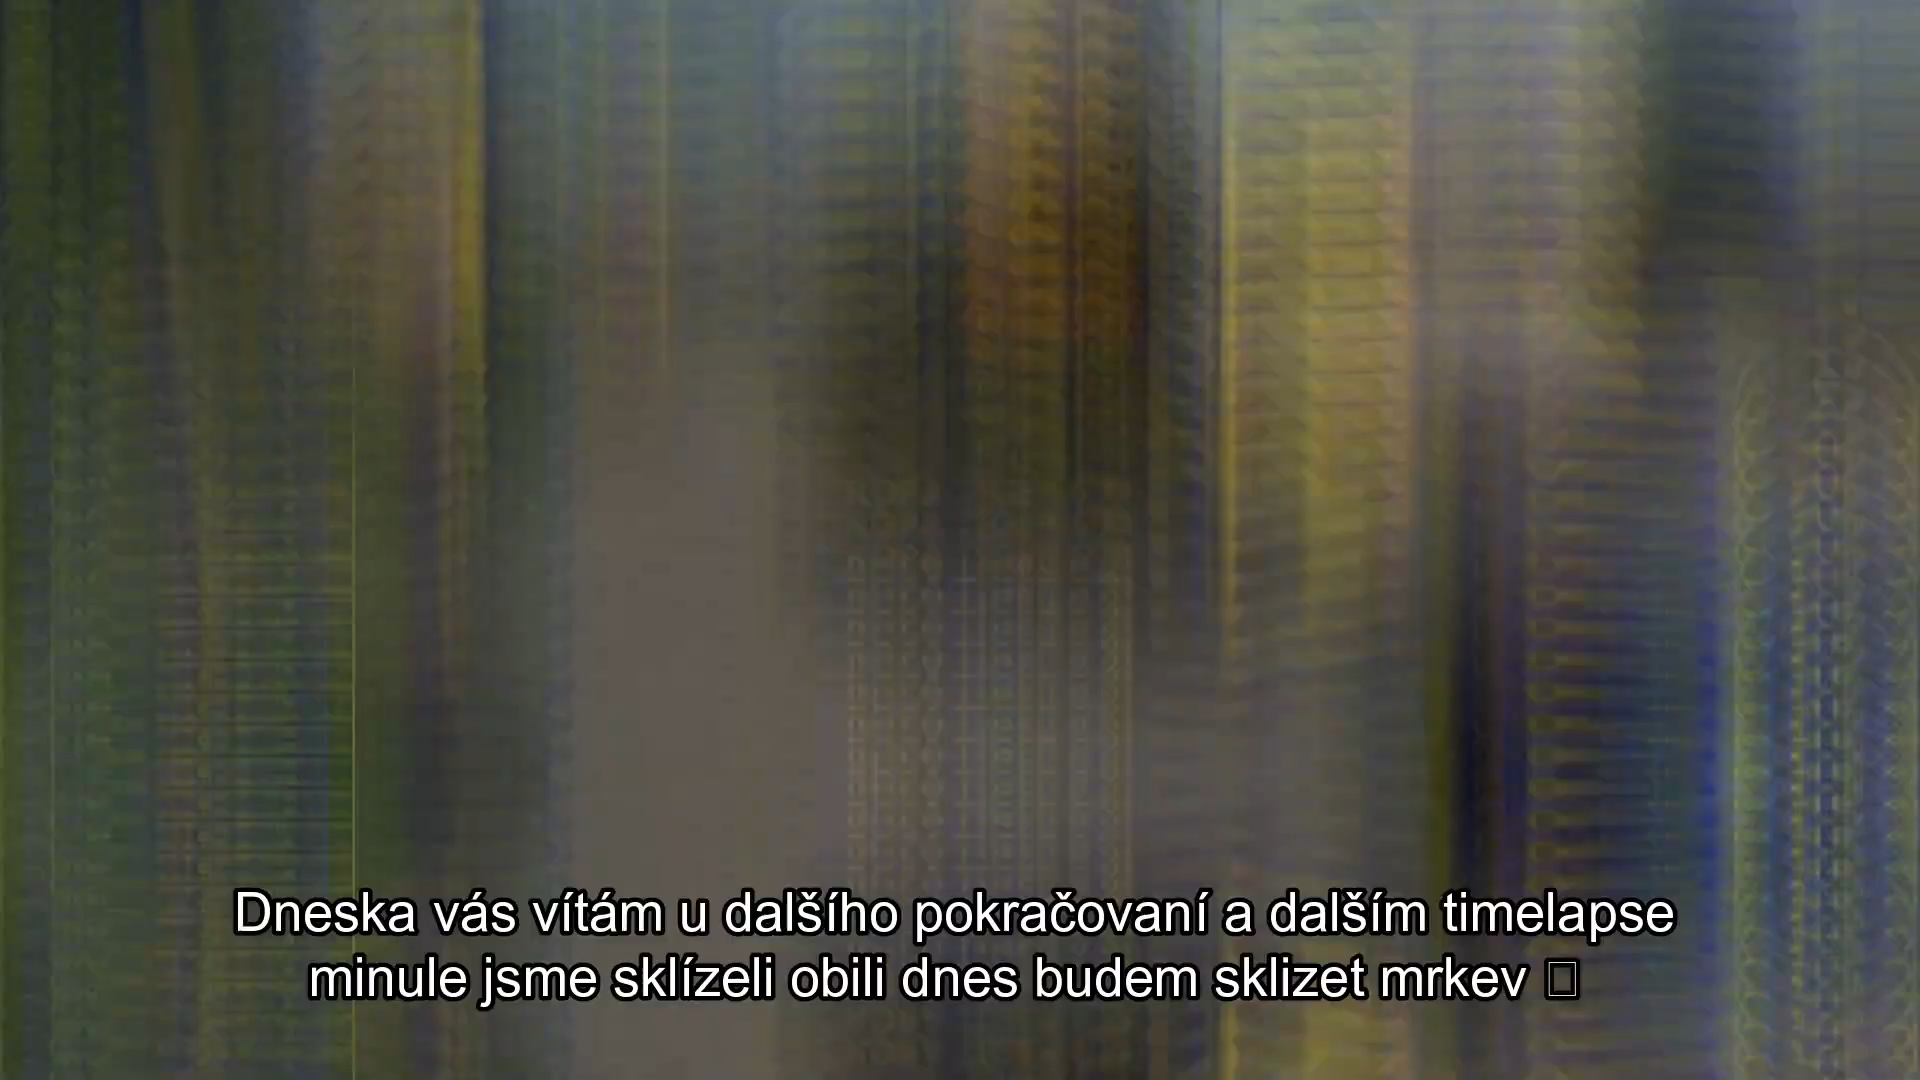 Dneska vás vítám u dalšího pokračovaní a dalším timelapse
minule jsme sklízeli obili dnes budem sklizet mrkev